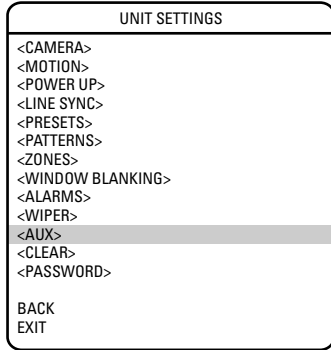 UNIT SETTINGS
<CAMERA>
<MOTION>
<POWER UP>
<LINE SYNC>
<PRESETS>
<PATTERNS>
<ZONES>
<WINDOW BLANKING>
<ALARMS>
<WIPER>
<AUX>
<CLEAR>
<PASSWORD>
BACK
EXIT